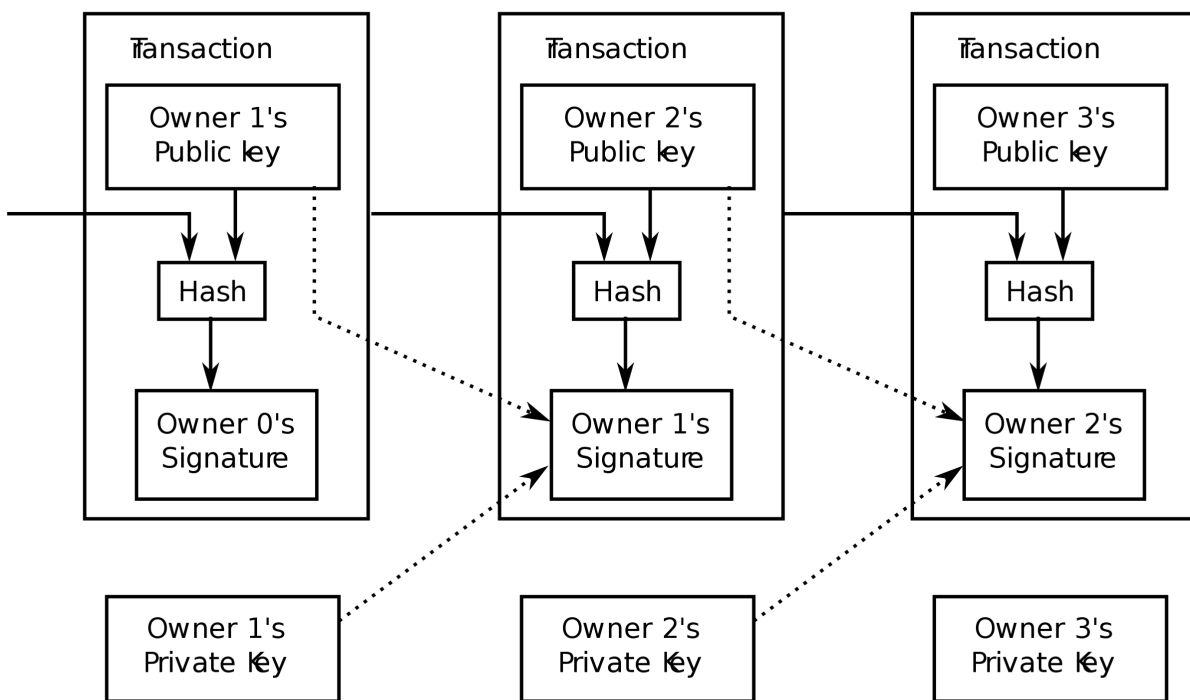 Transaction
Transaction
Transaction
Owner 1's
Public key
Owner 2's
Public key
Owner 3's
Public key
Hash
Hash
Hash
Owner 0's
Signature
Owner 1's
Signature
Owner 2's
Signature
Owner 1's
Private Key
Owner 2's
Private Key
Owner 3's
Private Key